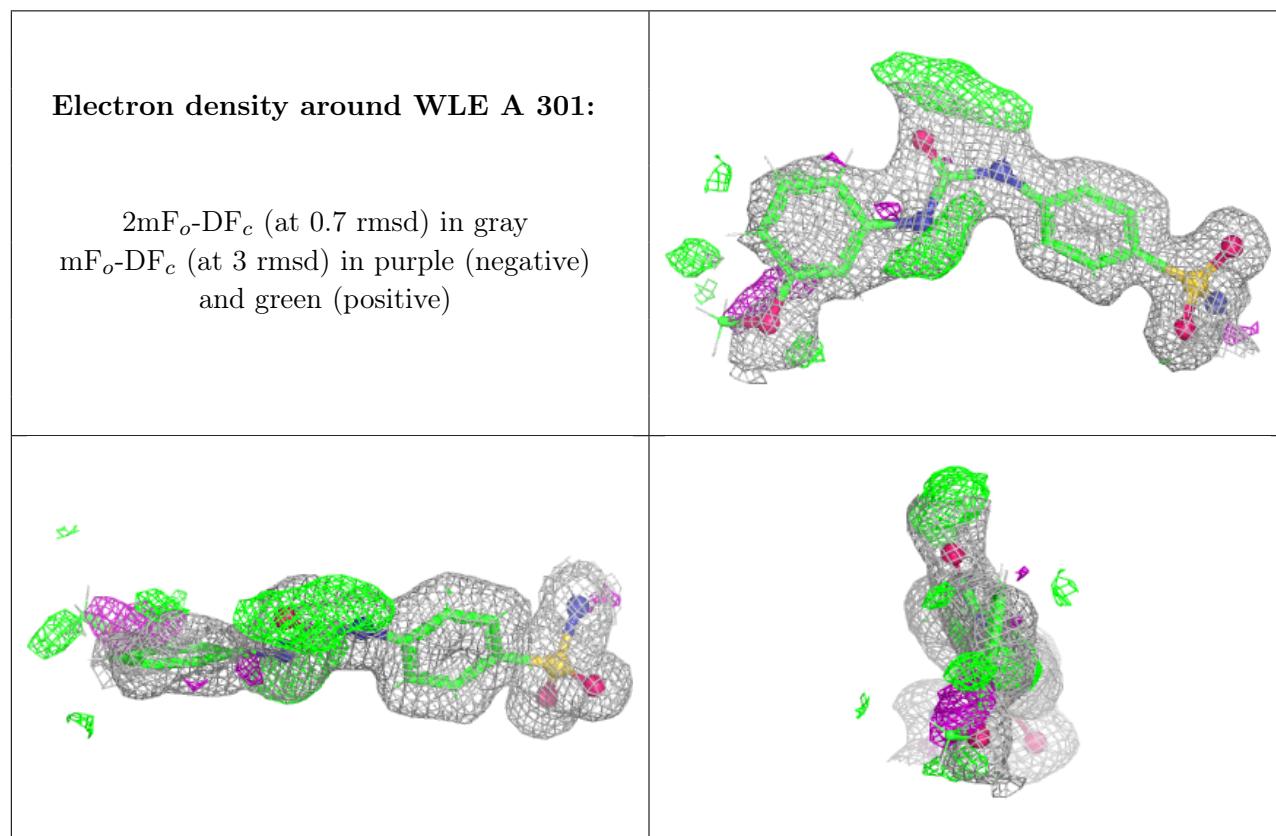 Electron density around WLE A 301:
2mFo-DFc (at 0.7 rmsd) in gray
mFo-DFc (at 3 rmsd) in purple (negative)
and green (positive)